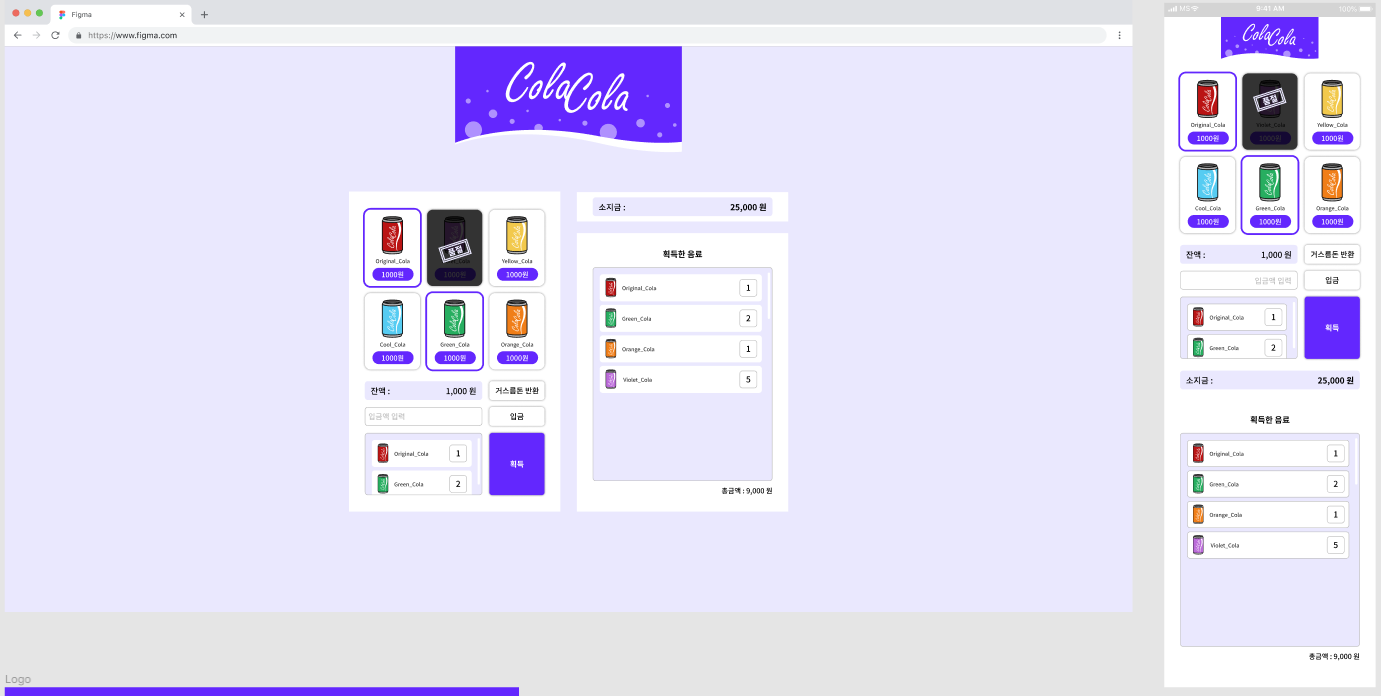 Figma
https://www.figma.com
ColaCola
Original_Cola
1000원
품절
Yellow_Cola
1000원
Cool_Cola
1000원
Green_Cola
1000원
Orange_Cola
1000원
잔액 :
1,000 원
거스름돈 반환
입금액 입력
입금
Original_Cola
1
Green_Cola
2
획득
소지금 :
25,000 원
획득한 음료
Original_Cola
1
Green_Cola
2
Orange_Cola
1
Violet_Cola
5
총금액 : 9,000 원
MS
9:41 AM
100%
ColaCola
Original_Cola
1000원
품절
Violet_Cola
1000원
Yellow_Cola
1000원
Cool_Cola
1000원
Green_Cola
1000원
Orange_Cola
1000원
잔액 :
1,000 원
거스름돈 반환
입금액 입력
입금
Original_Cola
1
Green_Cola
2
획득
소지금 :
25,000 원
획득한 음료
Original_Cola
1
Green_Cola
2
Orange_Cola
1
Violet_Cola
5
총금액 : 9,000 원
Logo